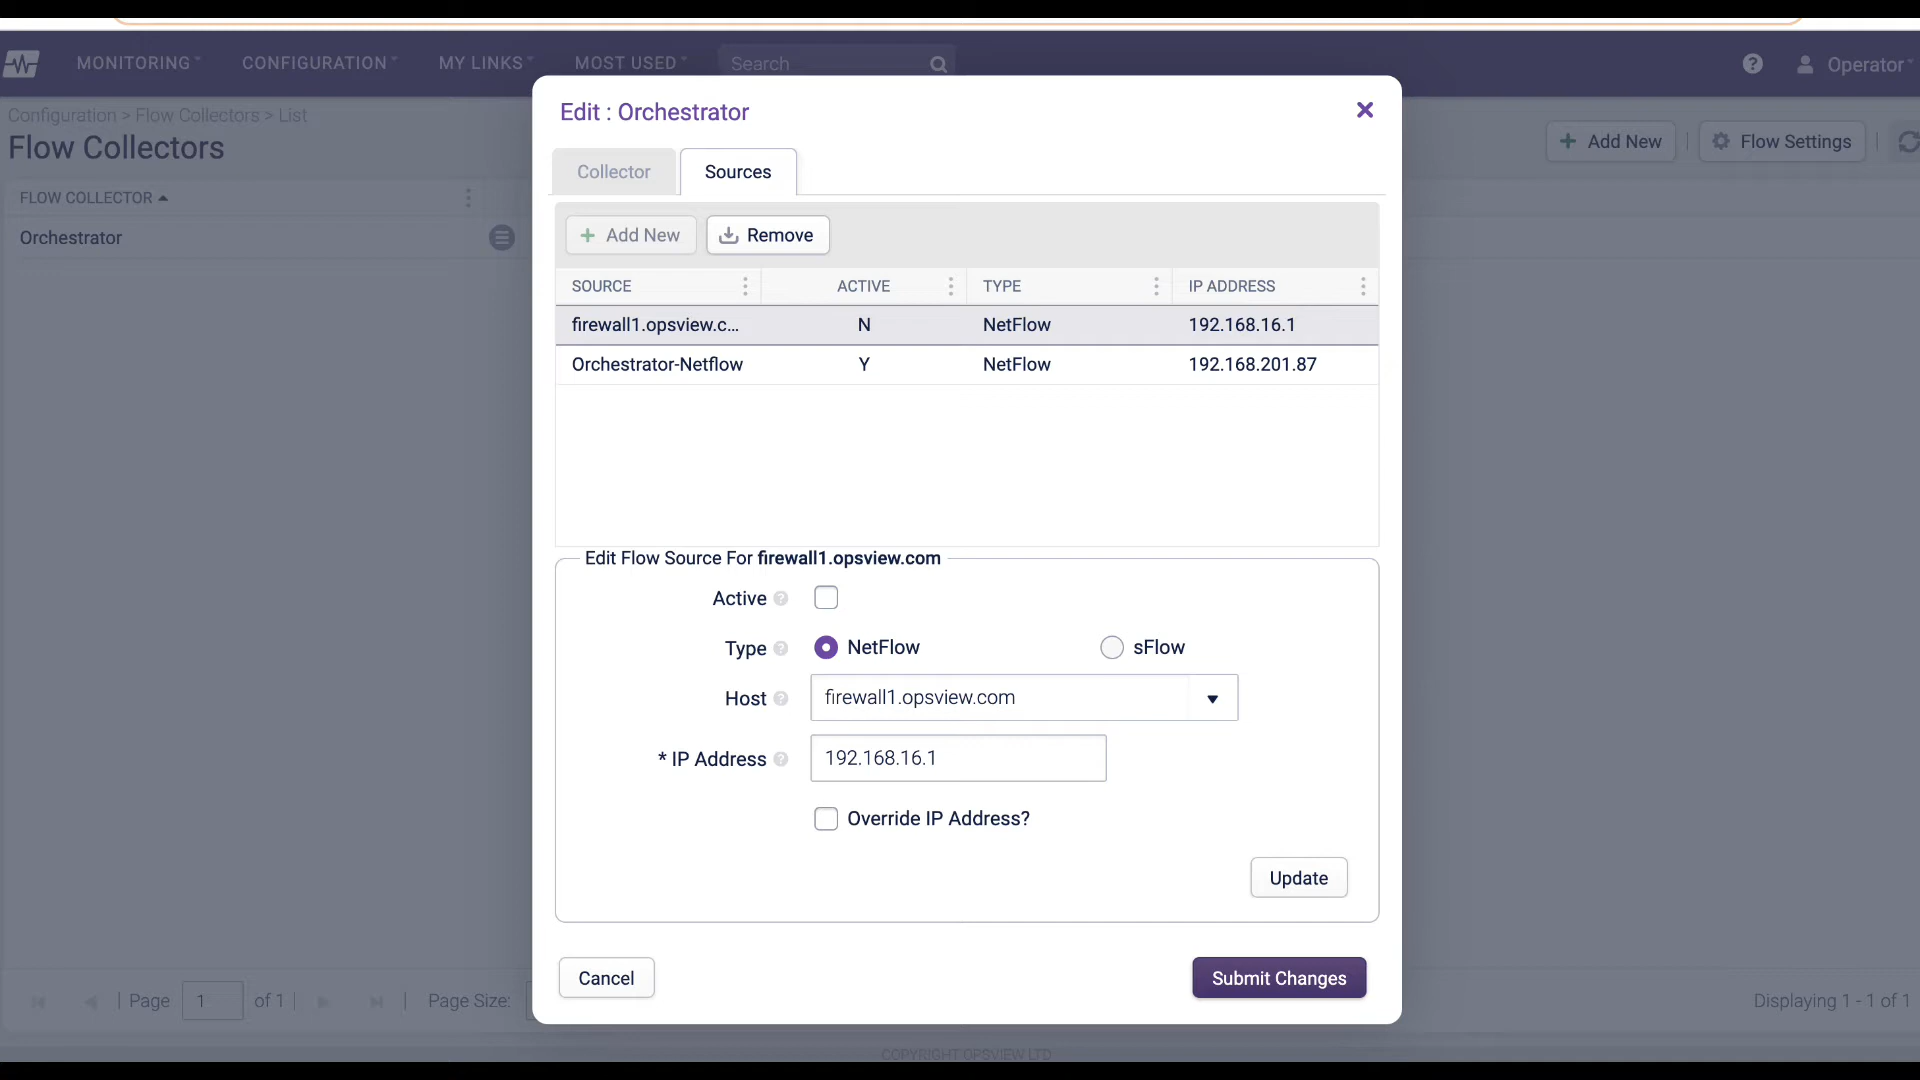 MONITORING CONFIGURATION MY LINKS MOST USED Search Operator
Configuration > Flow Collectors > List
Flow Collectors
Add New Flow Settings
FLOW COLLECTOR
Orchestrator
Edit : Orchestrator
Collector Sources
Add New Remove
SOURCE ACTIVE TYPE IP ADDRESS
firewall1.opsview.c... N NetFlow 192.168.16.1
Orchestrator-Netflow Y NetFlow 192.168.201.87
Edit Flow Source For firewall1.opsview.com
Active
Type NetFlow sFlow
Host firewall1.opsview.com
* IP Address 192.168.16.1
Override IP Address?
Update
Cancel Submit Changes
Page 1 of 1 Page Size: Displaying 1 - 1 of 1
COPYRIGHT OPSVIEW LTD